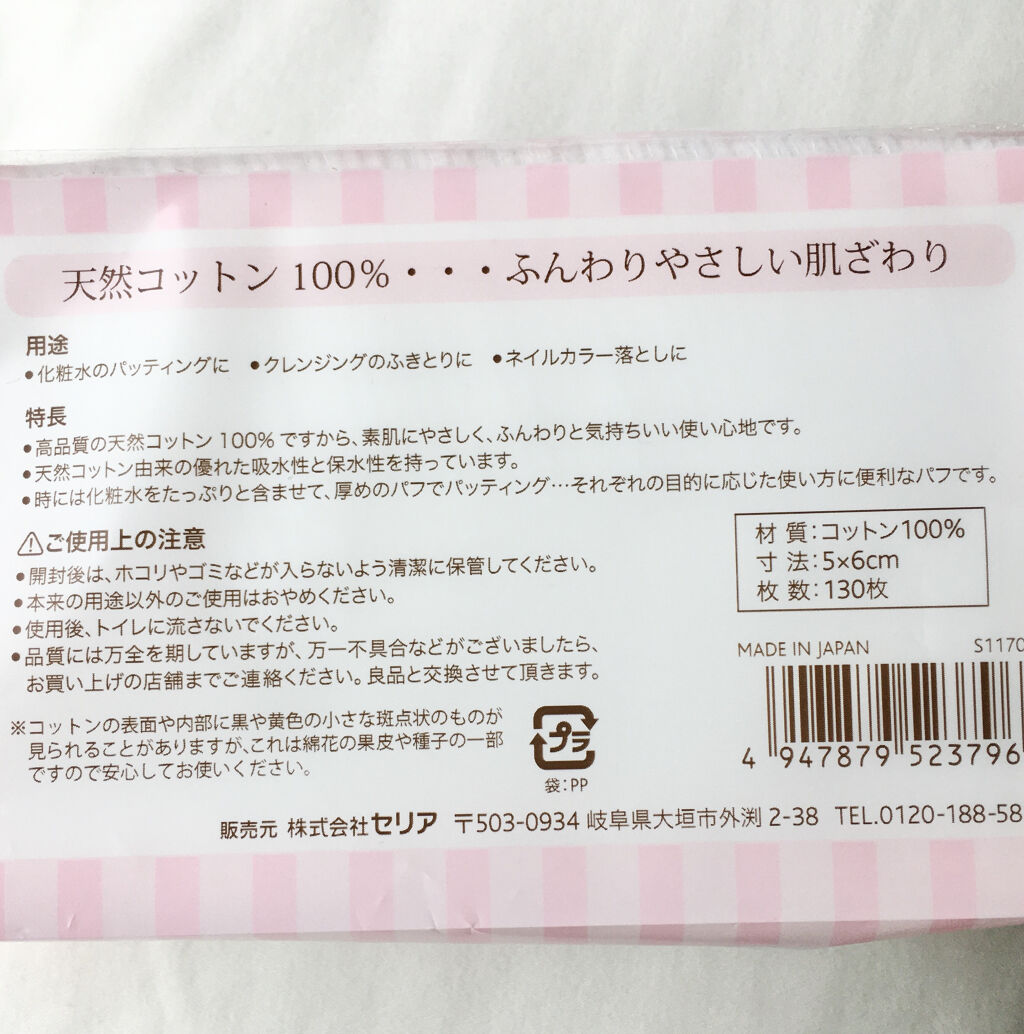 天然コットン100%・・・ふんわりやさしい肌ざわり
用途
●化粧水のパッティングに ●クレンジングのふきとりに ●ネイルカラー落としに
特長
●高品質の天然コットン100%ですから、素肌にやさしく、ふんわりと気持ちいい使い心地です。
●天然コットン由来の優れた吸水性と保水性を持っています。
●時には化粧水をたっぷりと含ませて、厚めのパフでパッティング…それぞれの目的に応じた使い方に便利なパフです。
⚠ご使用上の注意
●開封後は、ホコリやゴミなどが入らないよう清潔に保管してください。
●本来の用途以外のご使用はおやめください。
●使用後、トイレに流さないでください。
●品質には万全を期していますが、万一不具合などがございましたら、
お買い上げの店舗までご連絡ください。良品と交換させて頂きます。
※コットンの表面や内部に黒や黄色の小さな斑点状のものが
見られることがありますが、これは綿花の果皮や種子の一部
ですので安心してお使いください。
材 質：コットン100%
寸 法：5×6cm
枚 数：130枚
MADE IN JAPAN S1170
4 947879 523796
プラ
袋：PP
販売元 株式会社セリア 〒503-0934 岐阜県大垣市外渕 2-38 TEL.0120-188-58